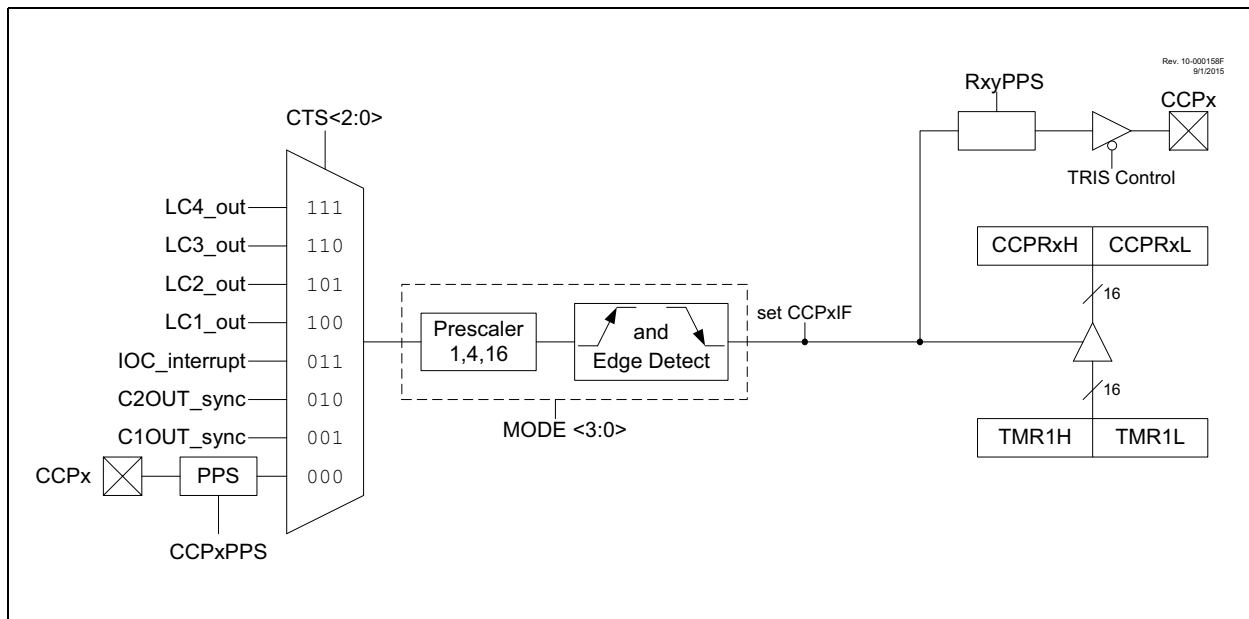 Rev. 10-000158F
9/1/2015
RxyPPS
CCPx
CTS<2:0>
TRIS Control
LC4_out 111
LC3_out 110
LC2_out 101
LC1_out 100
IOC_interrupt 011
C2OUT_sync 010
C1OUT_sync 001
CCPx PPS 000
CCPxPPS
Prescaler
1,4,16
and
Edge Detect
MODE <3:0>
set CCPxIF
CCPRxH CCPRxL
16
16
TMR1H TMR1L